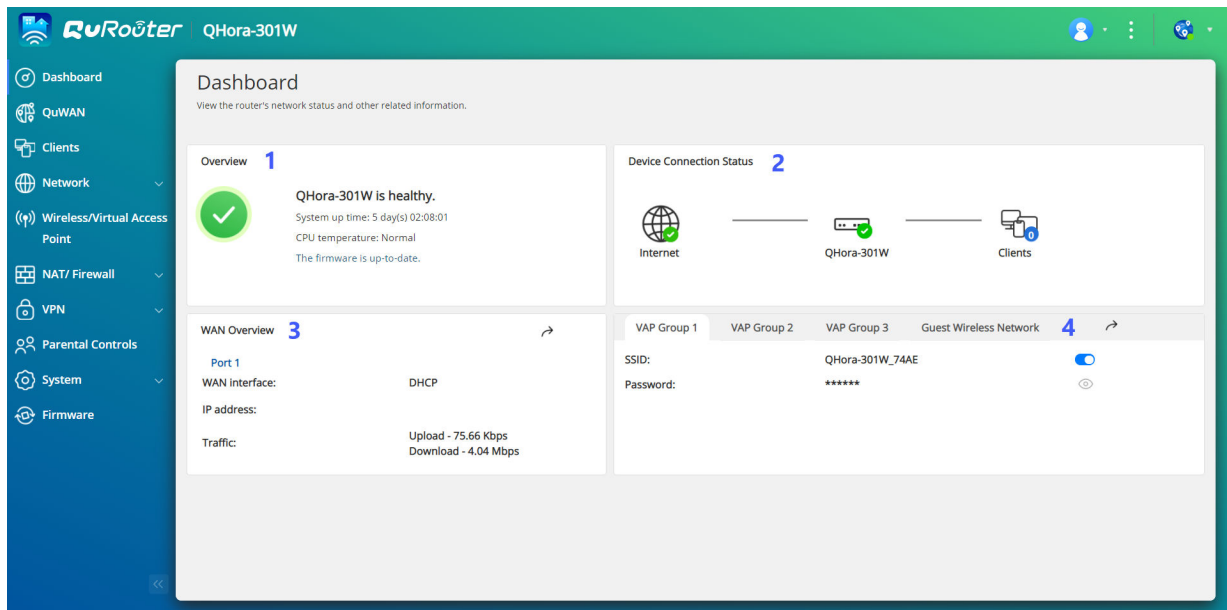 QuRouter QHora-301W
Dashboard
QuWAN
Clients
Network
Wireless/Virtual Access
Point
NAT/ Firewall
VPN
Parental Controls
System
Firmware
Dashboard
View the router's network status and other related information.
Overview 1
QHora-301W is healthy.
System up time: 5 day(s) 02:08:01
CPU temperature: Normal
The firmware is up-to-date.
Device Connection Status 2
Internet
QHora-301W
0
Clients
WAN Overview 3
Port 1
WAN interface: DHCP
IP address:
Traffic: Upload - 75.66 Kbps
Download - 4.04 Mbps
VAP Group 1 VAP Group 2 VAP Group 3 Guest Wireless Network 4
SSID: QHora-301W_74AE
Password: ******